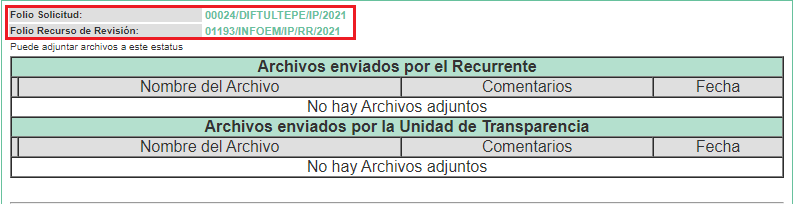 Folio Solicitud: 00024/DIFTULTEPE/IP/2021
Folio Recurso de Revisión: 01193/INFOEM/IP/RR/2021
Puede adjuntar archivos a este estatus
Archivos enviados por el Recurrente
Nombre del Archivo Comentarios Fecha
No hay Archivos adjuntos
Archivos enviados por la Unidad de Transparencia
Nombre del Archivo Comentarios Fecha
No hay Archivos adjuntos